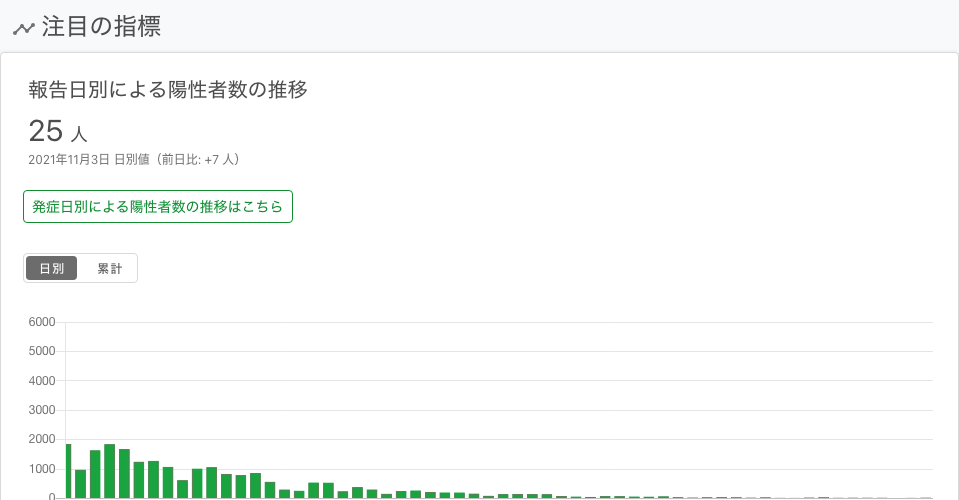 注目の指標
報告日別による陽性者数の推移
25 人
2021年11月3日 日別値（前日比: +7 人）
発症日別による陽性者数の推移はこちら
日別 累計
6000
5000
4000
3000
2000
1000
0